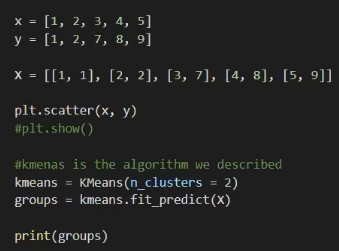 x = [1, 2, 3, 4, 5]
y = [1, 2, 7, 8, 9]
X = [[1, 1], [2, 2], [3, 7], [4, 8], [5, 9]]
plt.scatter(x, y)
#plt.show()
#kmenas is the algorithm we described
kmeans = KMeans(n_clusters = 2)
groups = kmeans.fit_predict(X)
print(groups)